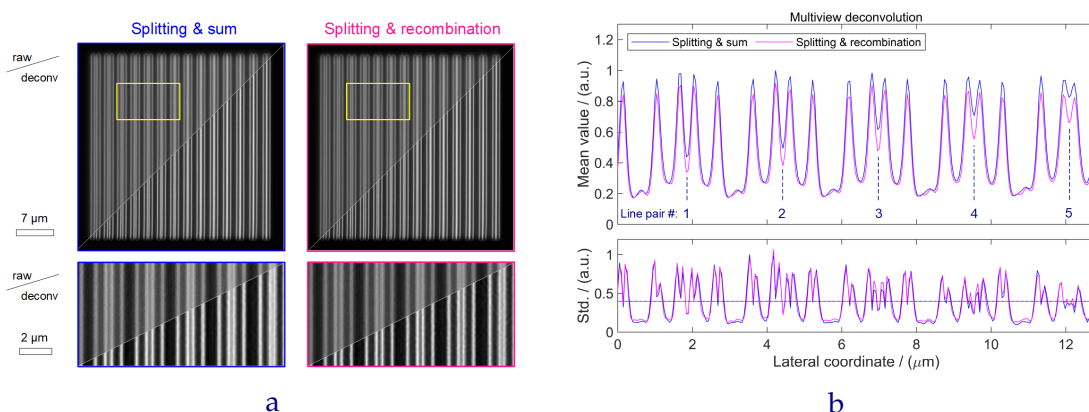 Splitting & sum
Splitting & recombination
raw
deconv
7 µm
raw
deconv
2 µm
a
Multiview deconvolution
Splitting & sum
Splitting & recombination
Mean value / (a.u.)
1.2
1
0.8
0.6
0.4
0.2
Line pair #: 1 2 3 4 5
Std. / (a.u.)
1
0.5
0
0 2 4 6 8 10 12
Lateral coordinate / (µm)
b